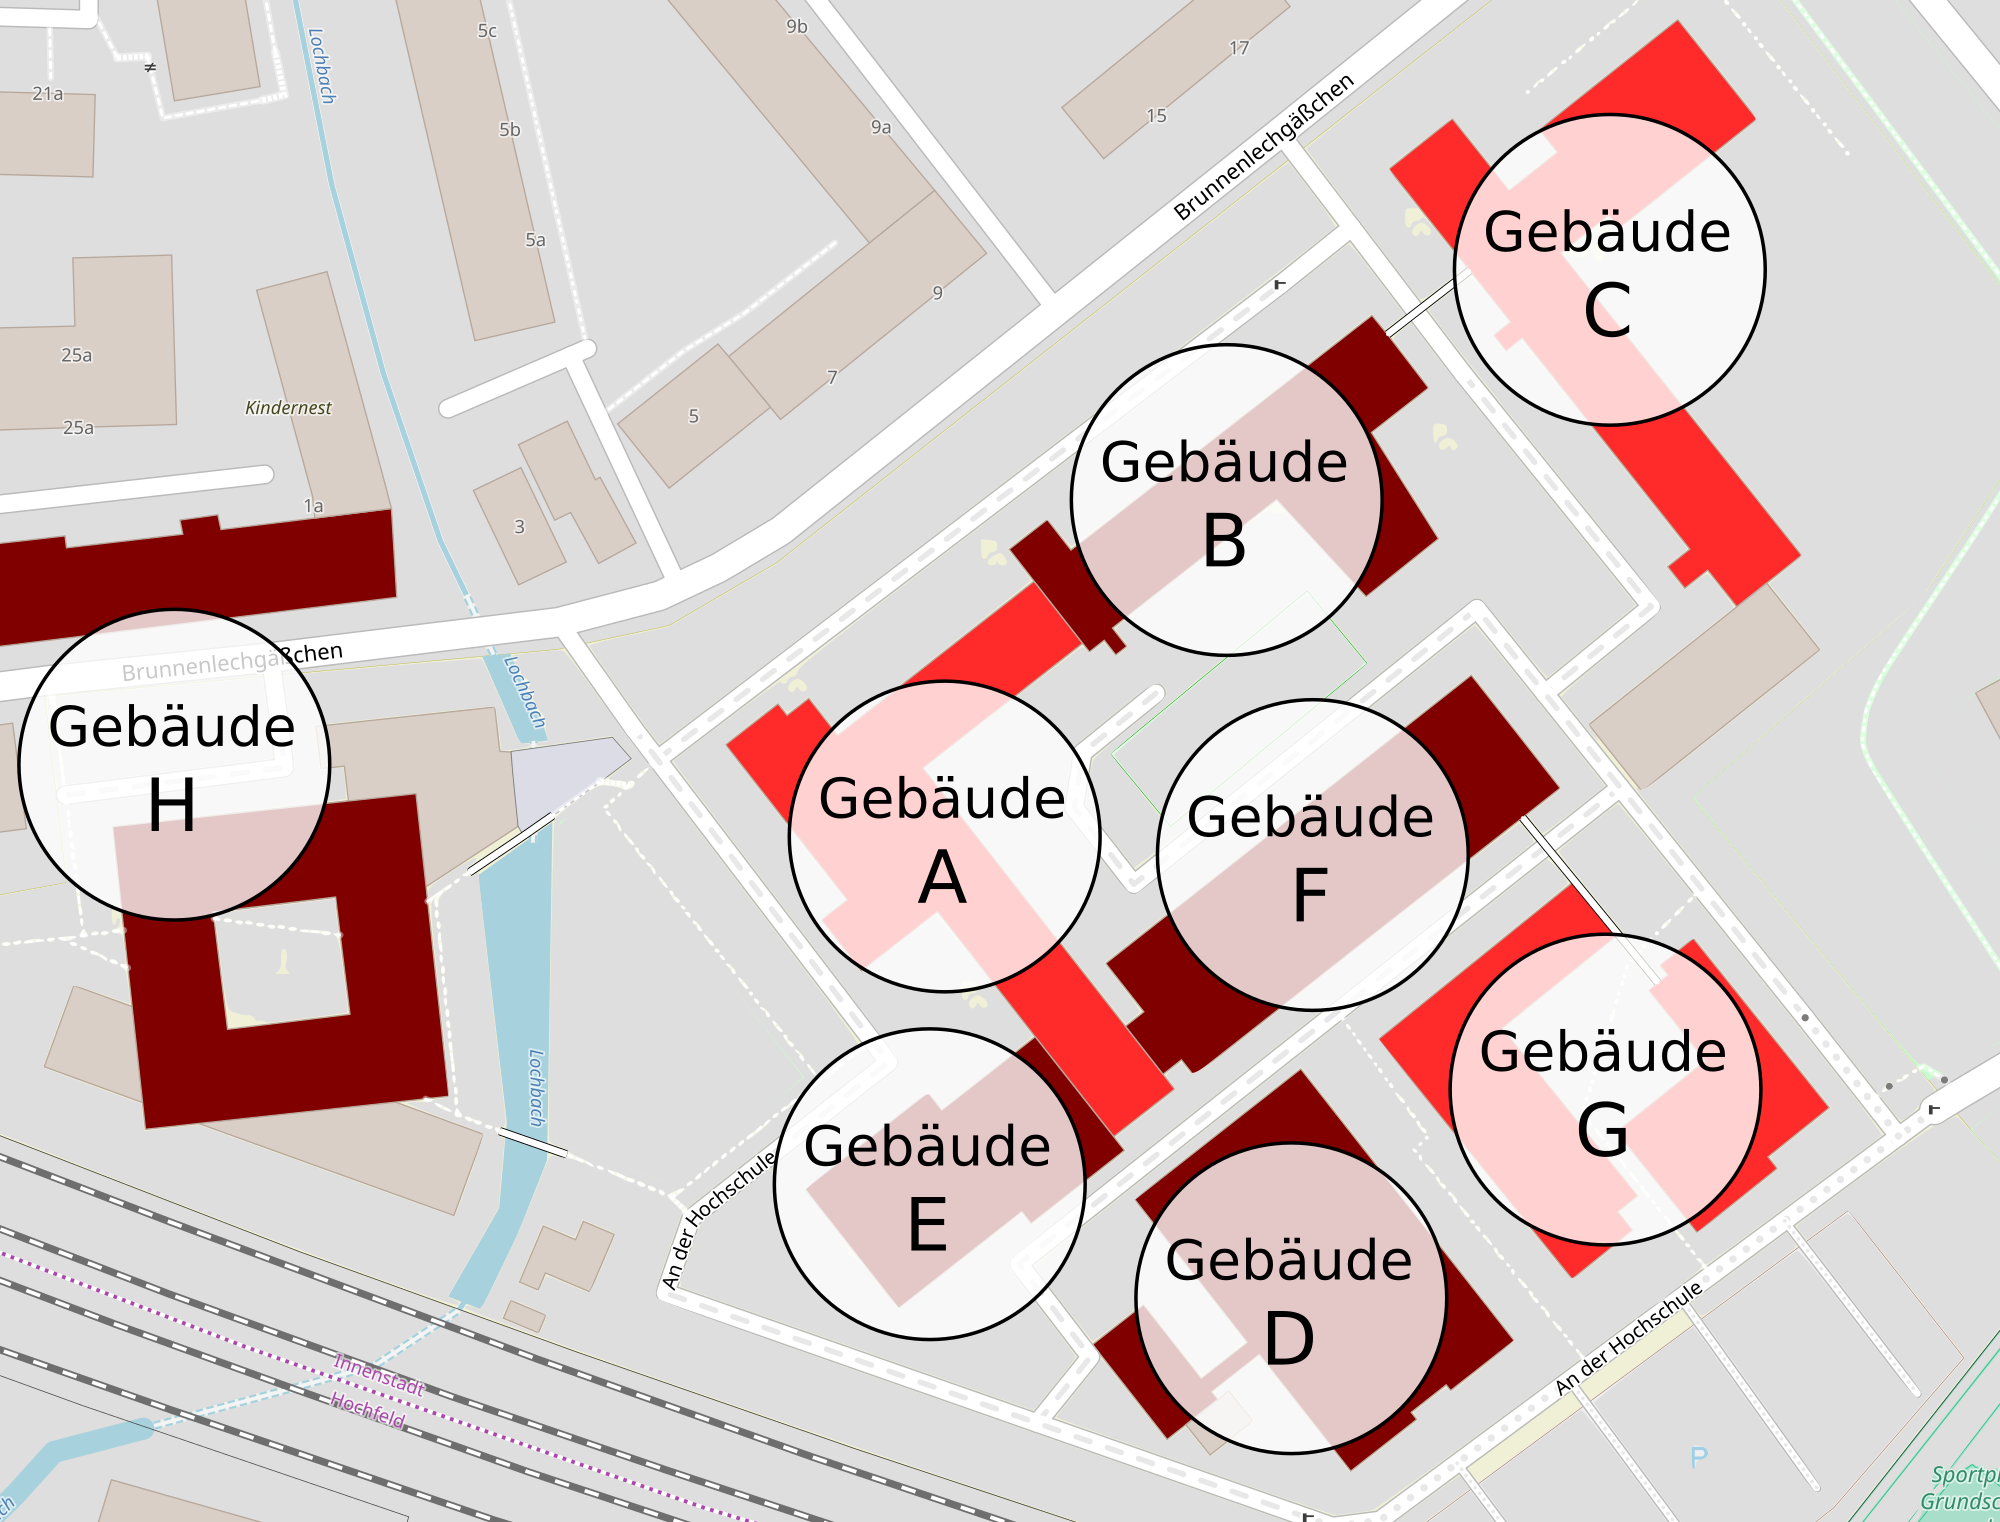 Lochbach
5c
9b
17
21a
15
9a
5b
Brunnenlechgäßchen
5a
Gebäude
C
9
25a
7
Kindernest
5
25a
Gebäude
B
1a
3
Brunnenlechgäßchen
Lochbach
Gebäude
H
Gebäude
A
Gebäude
F
Gebäude
G
Lochbach
Gebäude
E
An der Hochschule
Gebäude
D
An der Hochschule
Innenstadt
Hochfeld
P
Sportpl
Grundsc